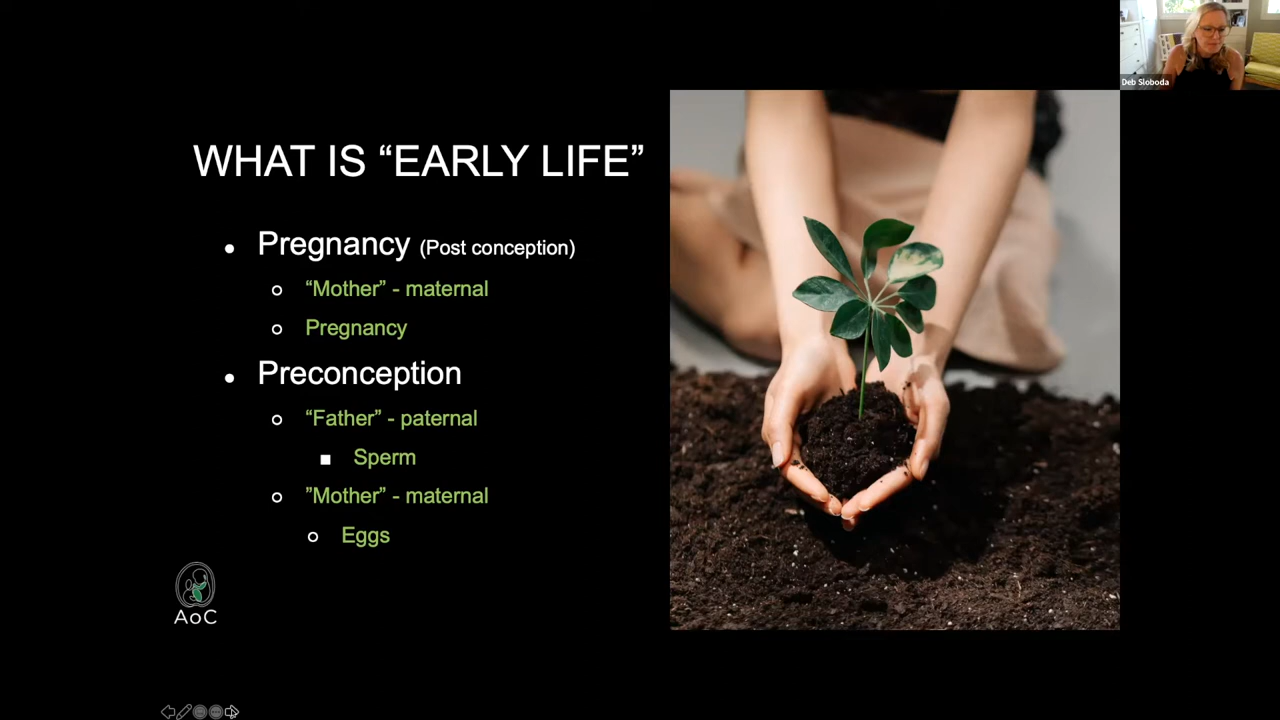 Deb Sloboda
WHAT IS “EARLY LIFE”
● Pregnancy (Post conception)
○ “Mother” - maternal
○ Pregnancy
● Preconception
○ “Father” - paternal
■ Sperm
○ ”Mother” - maternal
○ Eggs
AoC